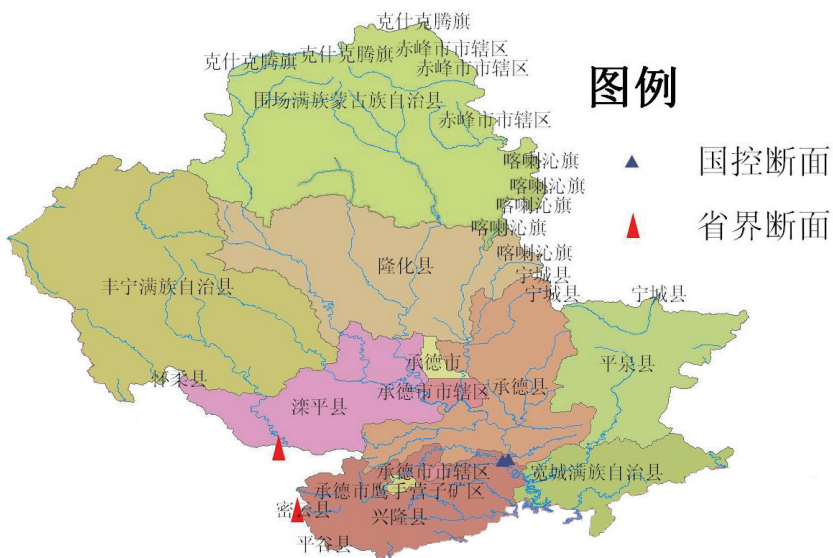 克什克腾旗
克什克腾旗
克什克腾旗
赤峰市市辖区
赤峰市市辖区
围场满族蒙古族自治县
赤峰市市辖区
喀喇沁旗
喀喇沁旗
喀喇沁旗
喀喇沁旗
喀喇沁旗
隆化县
宁城县
宁城县
宁城县
丰宁满族自治县
怀柔县
承德市
平泉县
滦平县
承德市市辖区
承德县
承德市市辖区
宽城满族自治县
承德市鹰手营子矿区
密云县
兴隆县
平谷县
图例
国控断面
省界断面